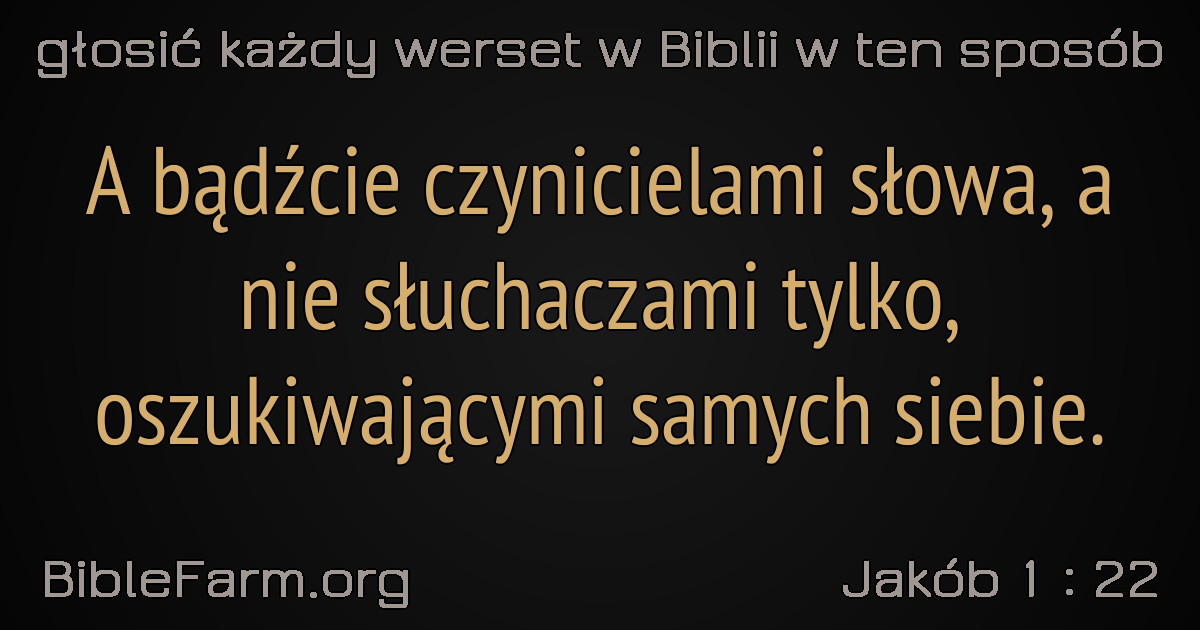 głosić każdy werset w Biblii w ten sposób
A bądźcie czynicielami słowa, a
nie słuchaczami tylko,
oszukiwającymi samych siebie.
BibleFarm.org
Jakób 1 : 22